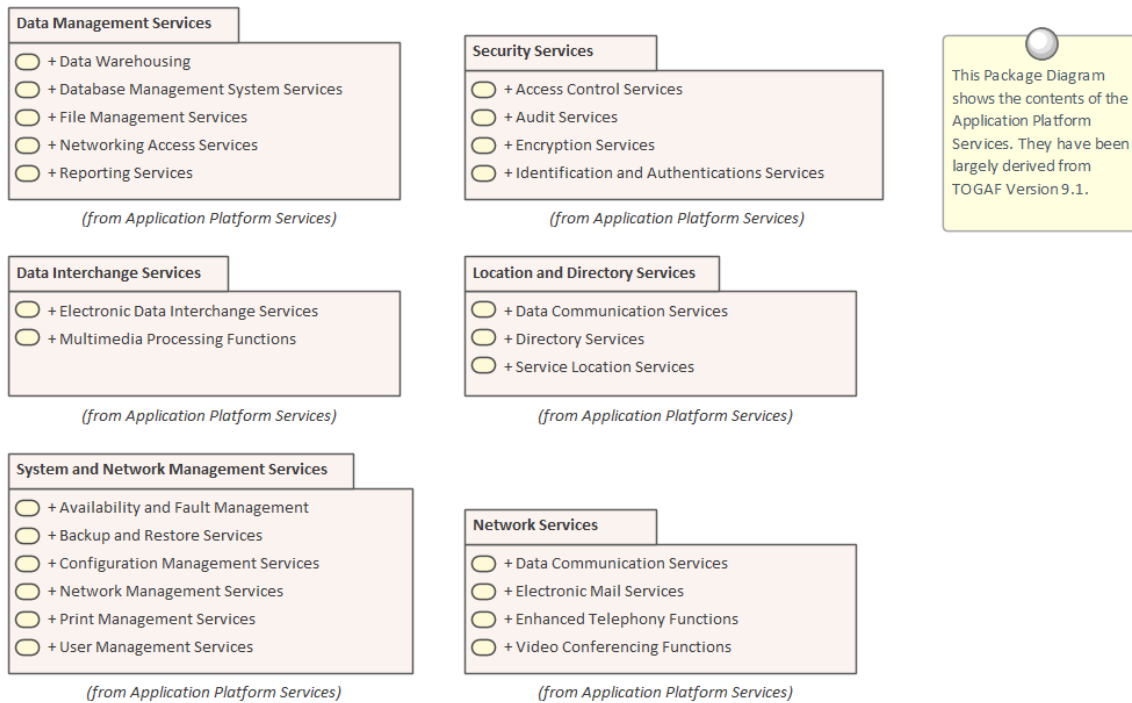 Data Management Services
+ Data Warehousing
+ Database Management System Services
+ File Management Services
+ Networking Access Services
+ Reporting Services
(from Application Platform Services)
Security Services
+ Access Control Services
+ Audit Services
+ Encryption Services
+ Identification and Authentications Services
(from Application Platform Services)
This Package Diagram
shows the contents of the
Application Platform
Services. They have been
largely derived from
TOGAF Version 9.1.
Data Interchange Services
+ Electronic Data Interchange Services
+ Multimedia Processing Functions
(from Application Platform Services)
Location and Directory Services
+ Data Communication Services
+ Directory Services
+ Service Location Services
(from Application Platform Services)
System and Network Management Services
+ Availability and Fault Management
+ Backup and Restore Services
+ Configuration Management Services
+ Network Management Services
+ Print Management Services
+ User Management Services
(from Application Platform Services)
Network Services
+ Data Communication Services
+ Electronic Mail Services
+ Enhanced Telephony Functions
+ Video Conferencing Functions
(from Application Platform Services)